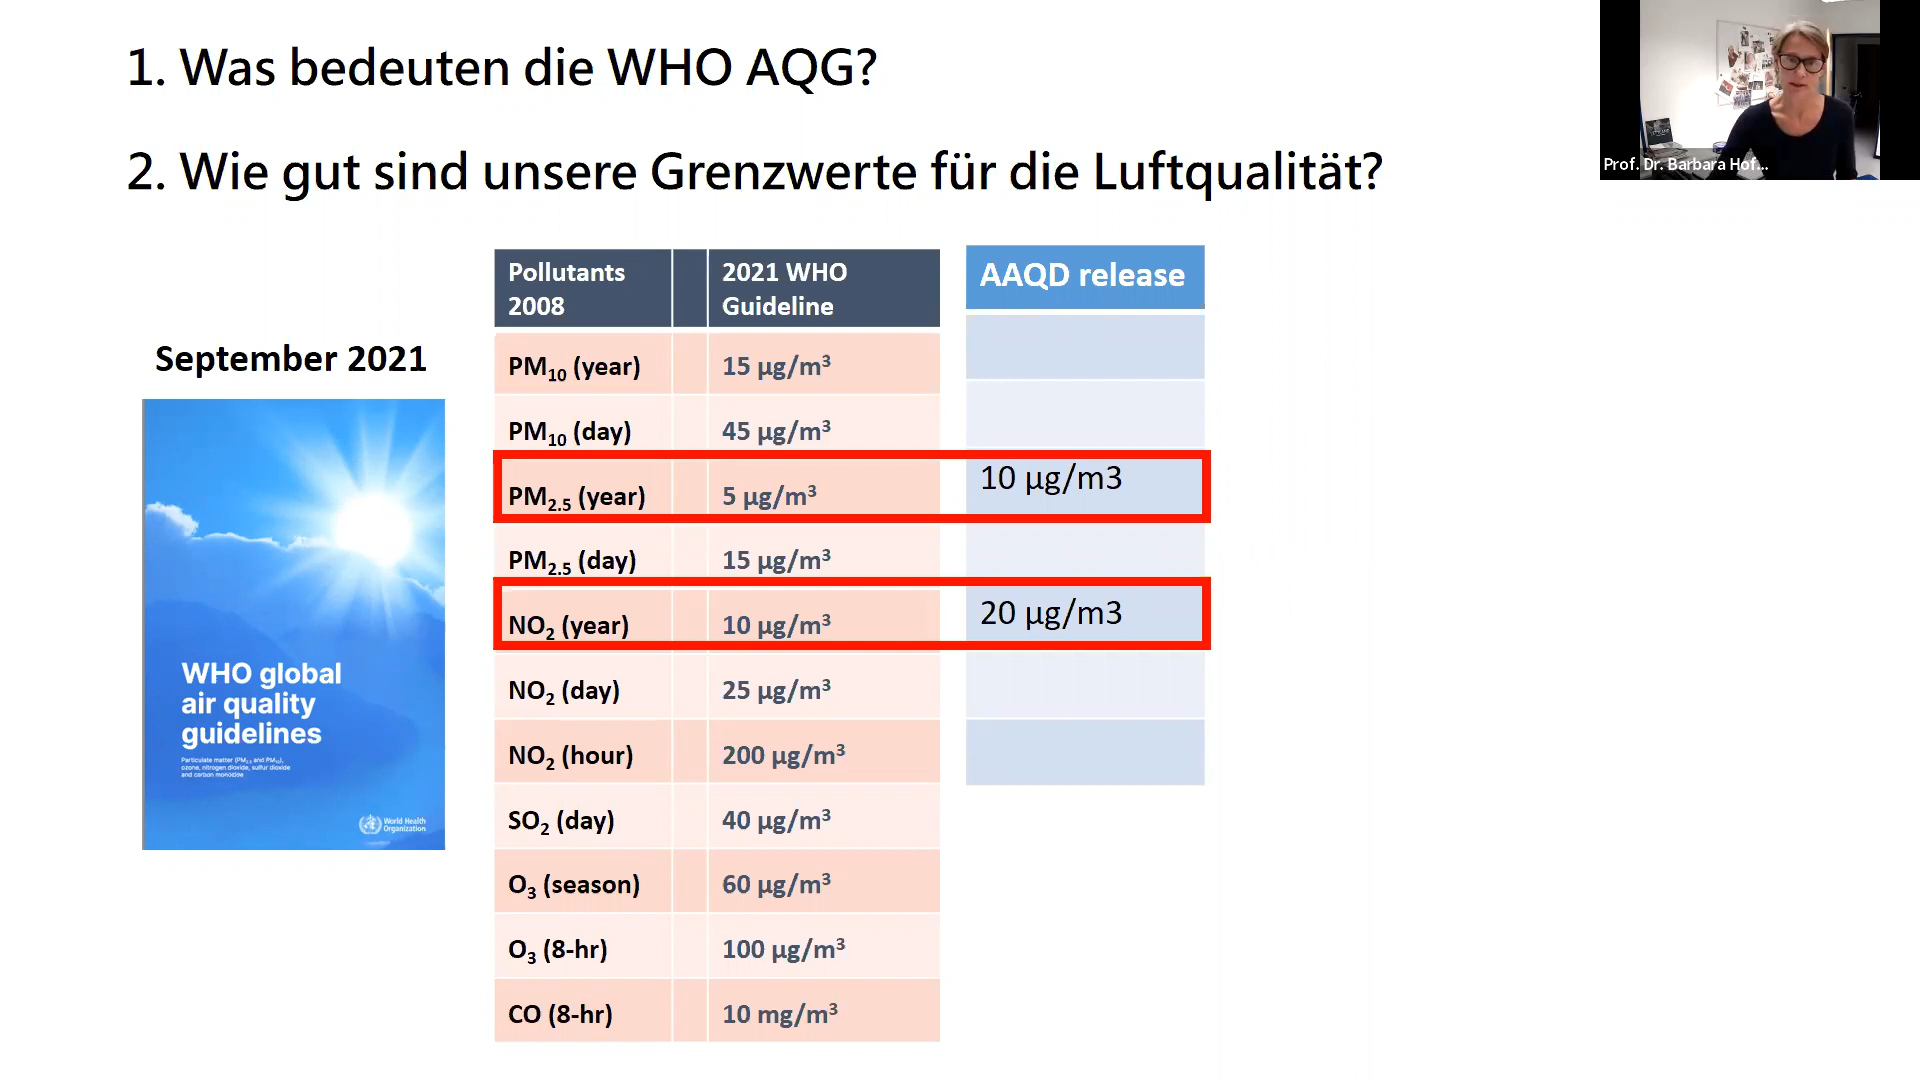 1. Was bedeuten die WHO AQG?
2. Wie gut sind unsere Grenzwerte für die Luftqualität?
Prof. Dr. Barbara Hof...
September 2021
WHO global
air quality
guidelines
Particulate matter (PM2.5 and PM10),
ozone, nitrogen dioxide, sulfur dioxide
and carbon monoxide
World Health
Organization
Pollutants 2008 | 2021 WHO Guideline | AAQD release
PM10 (year) 15 µg/m³
PM10 (day) 45 µg/m³
PM2.5 (year) 5 µg/m³ 10 µg/m3
PM2.5 (day) 15 µg/m³
NO2 (year) 10 µg/m³ 20 µg/m3
NO2 (day) 25 µg/m³
NO2 (hour) 200 µg/m³
SO2 (day) 40 µg/m³
O3 (season) 60 µg/m³
O3 (8-hr) 100 µg/m³
CO (8-hr) 10 mg/m³